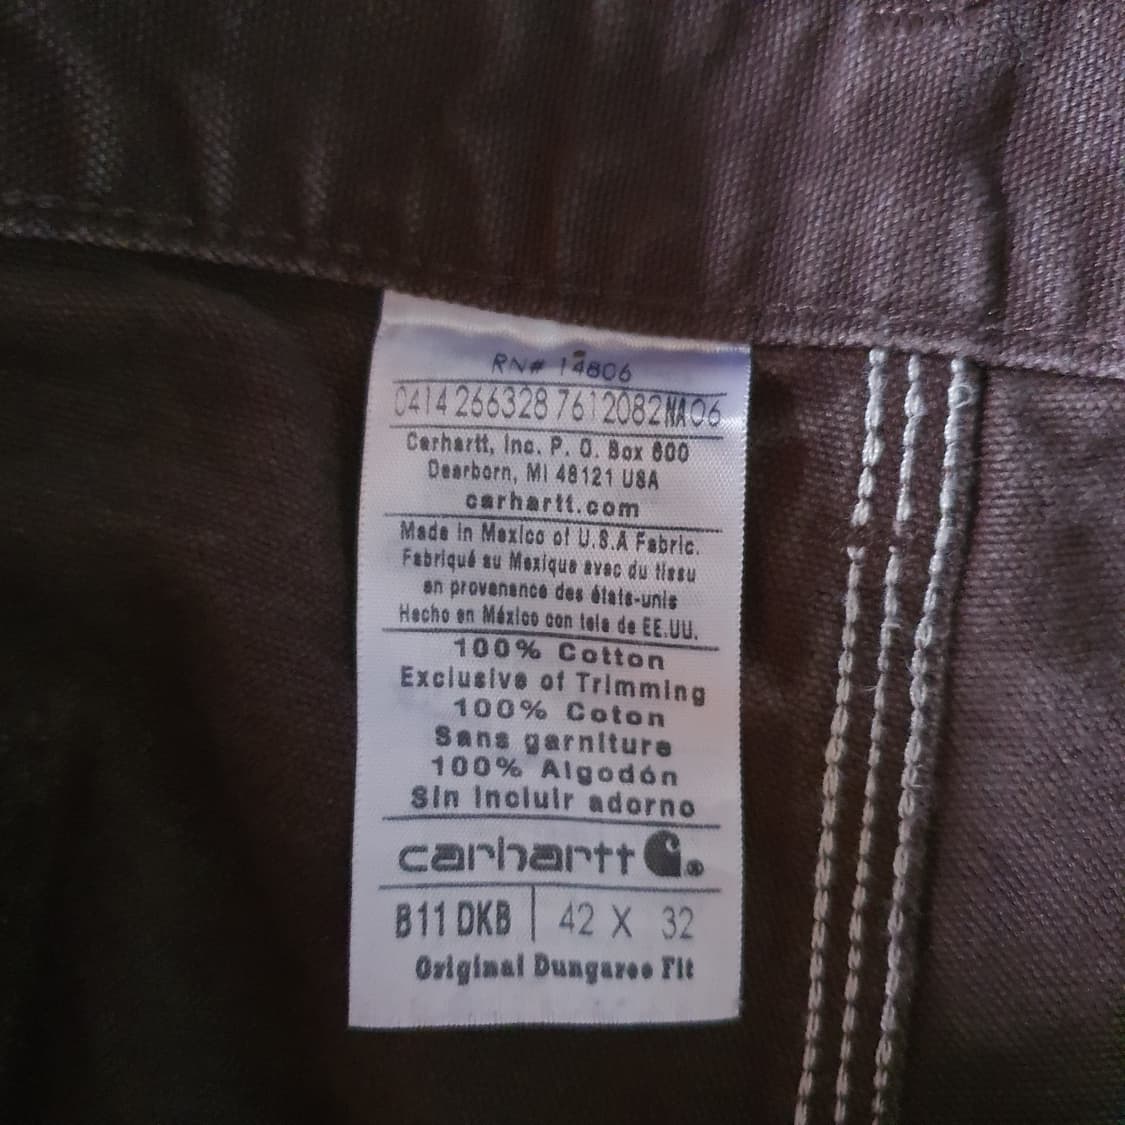 RN# 14806
0414 266328 7612082 NA06
Carhartt, Inc. P. O. Box 600
Dearborn, MI 48121 USA
carhartt.com
Made in Mexico of U.S.A Fabric.
Fabriqué au Mexique avec du tissu
en provenance des états-unis
Hecho en México con tela de EE.UU.
100% Cotton
Exclusive of Trimming
100% Coton
Sans garniture
100% Algodón
Sin incluir adorno
carhartt ®
B11 DKB | 42 X 32
Original Dungaree Fit